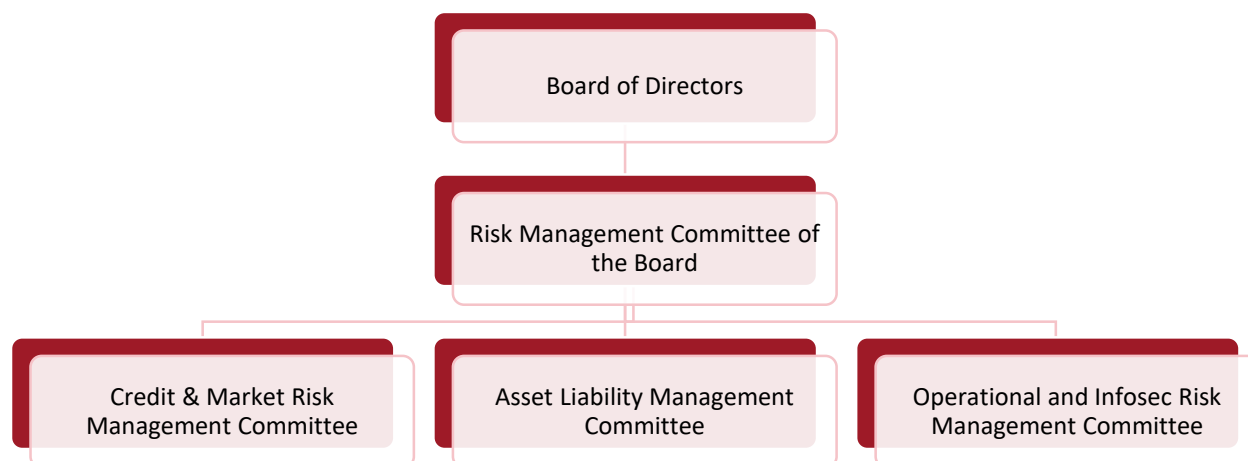 Board of Directors
Risk Management Committee of
the Board
Credit & Market Risk
Management Committee
Asset Liability Management
Committee
Operational and Infosec Risk
Management Committee